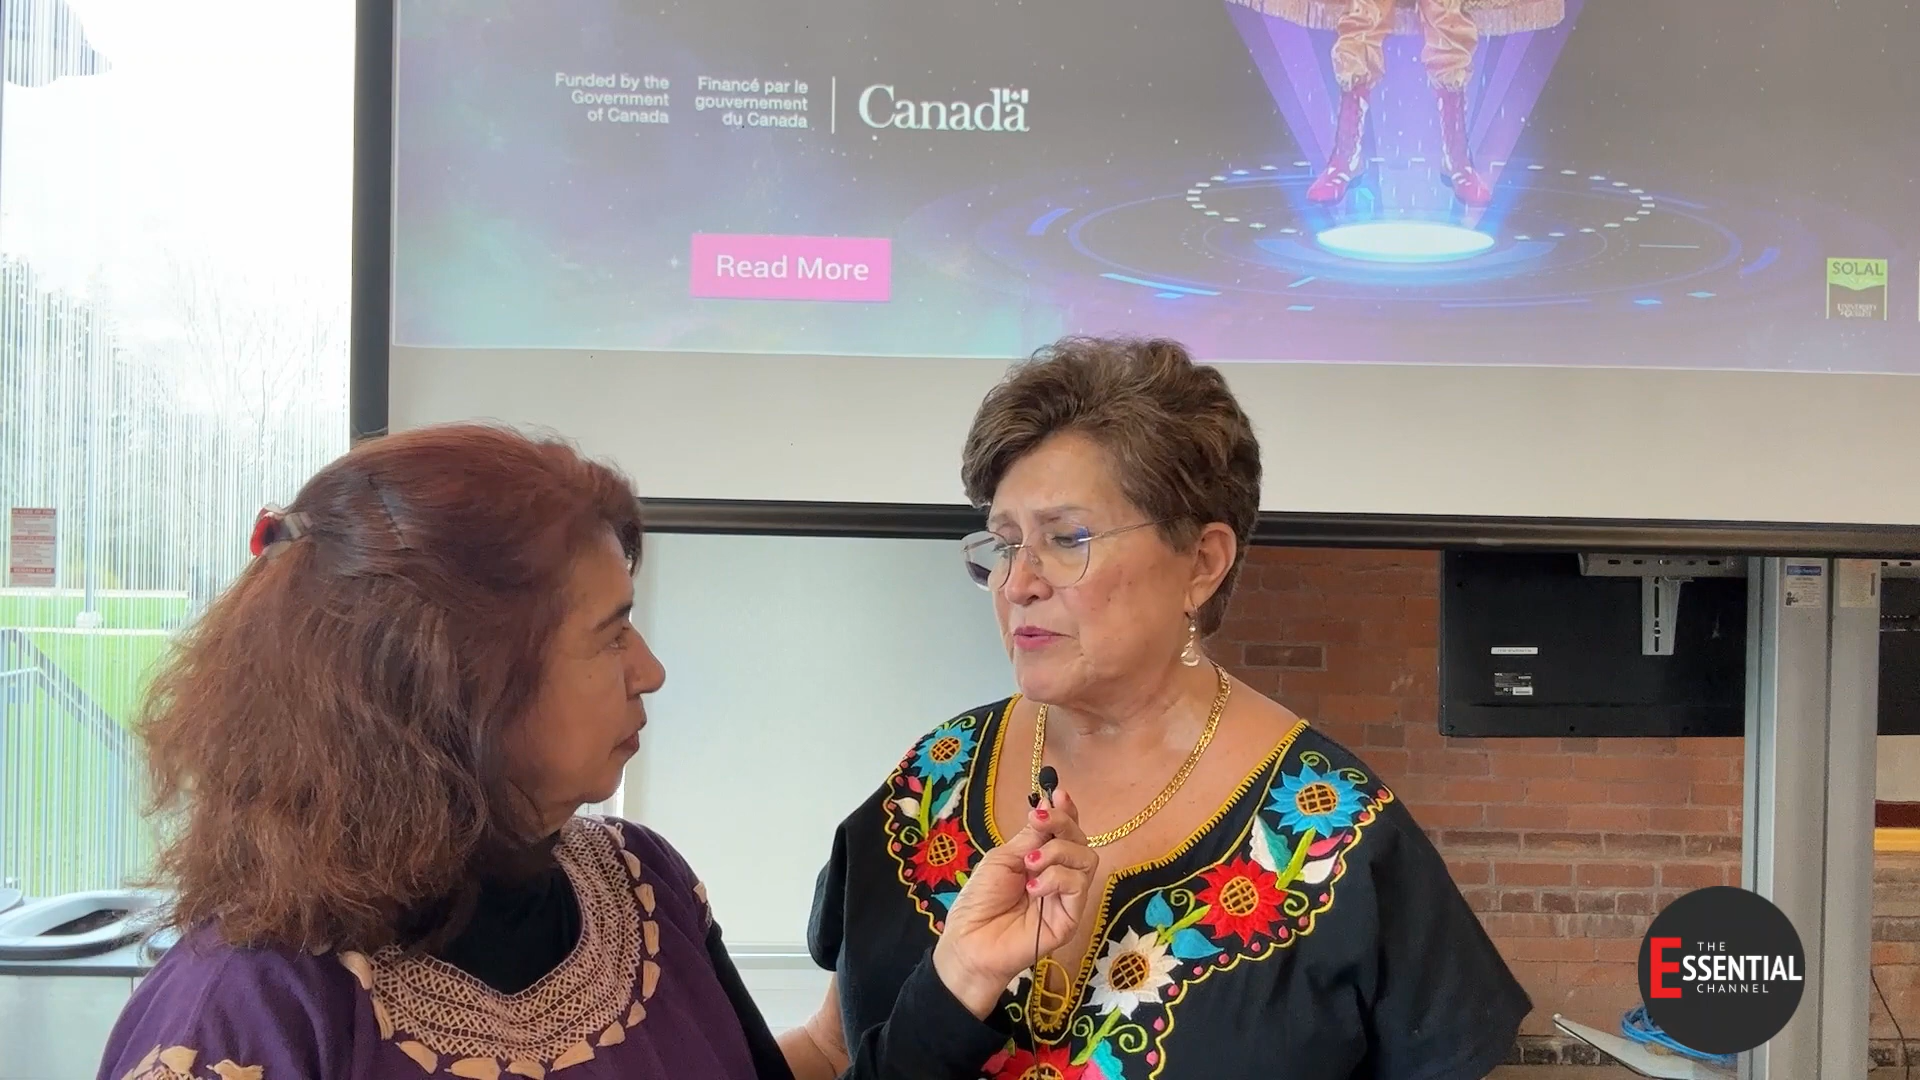 Funded by the
Government
of Canada
Financé par le
gouvernement
du Canada
Canada
Read More
SOLAL
THE
ESSENTIAL
CHANNEL